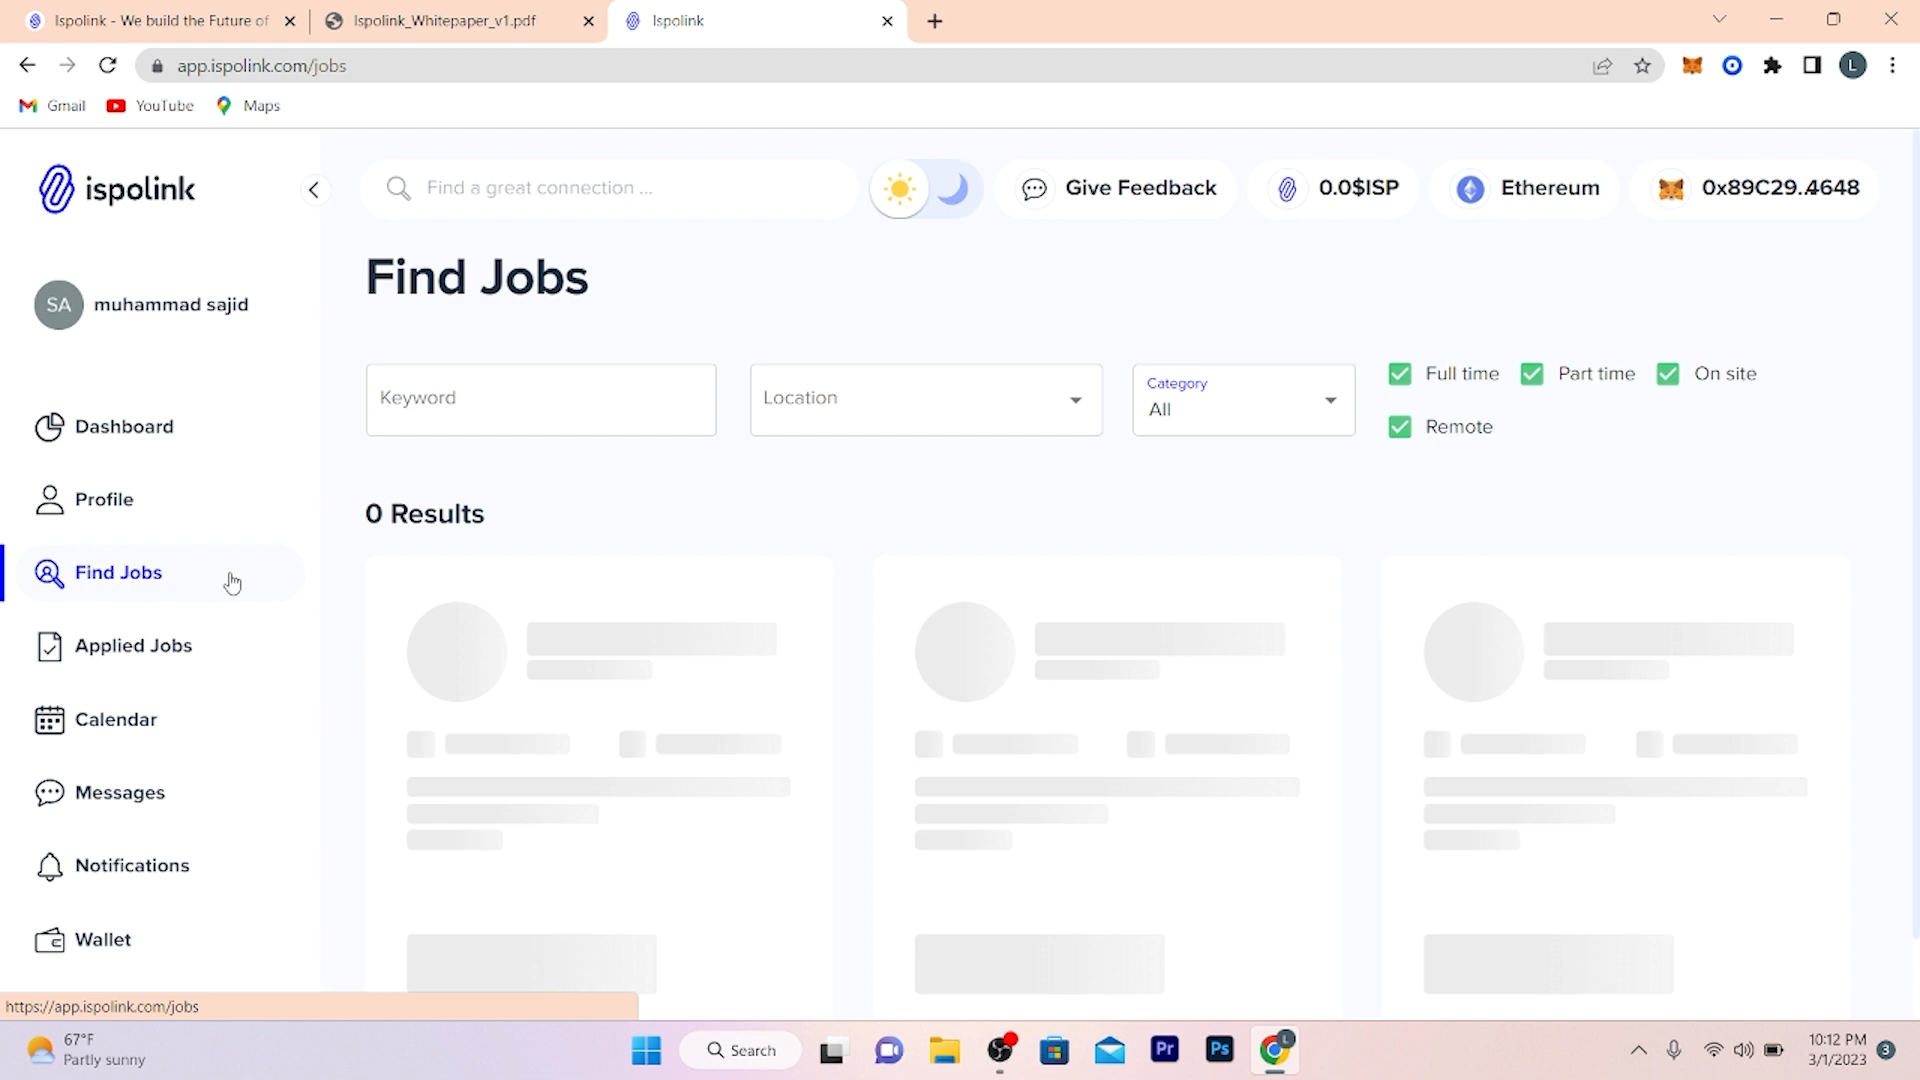 Ispolink - We build the Future of
Ispolink_Whitepaper_v1.pdf
Ispolink
app.ispolink.com/jobs
L
Gmail
YouTube
Maps
ispolink
Find a great connection ...
Give Feedback
0.0$ISP
Ethereum
0x89C29..4648
SA
muhammad sajid
Find Jobs
Keyword
Location
Category
All
Full time
Part time
On site
Remote
0 Results
Dashboard
Profile
Find Jobs
Applied Jobs
Calendar
Messages
Notifications
Wallet
https://app.ispolink.com/jobs
67°F
Partly sunny
Search
Pr
Ps
L
10:12 PM
3/1/2023
3